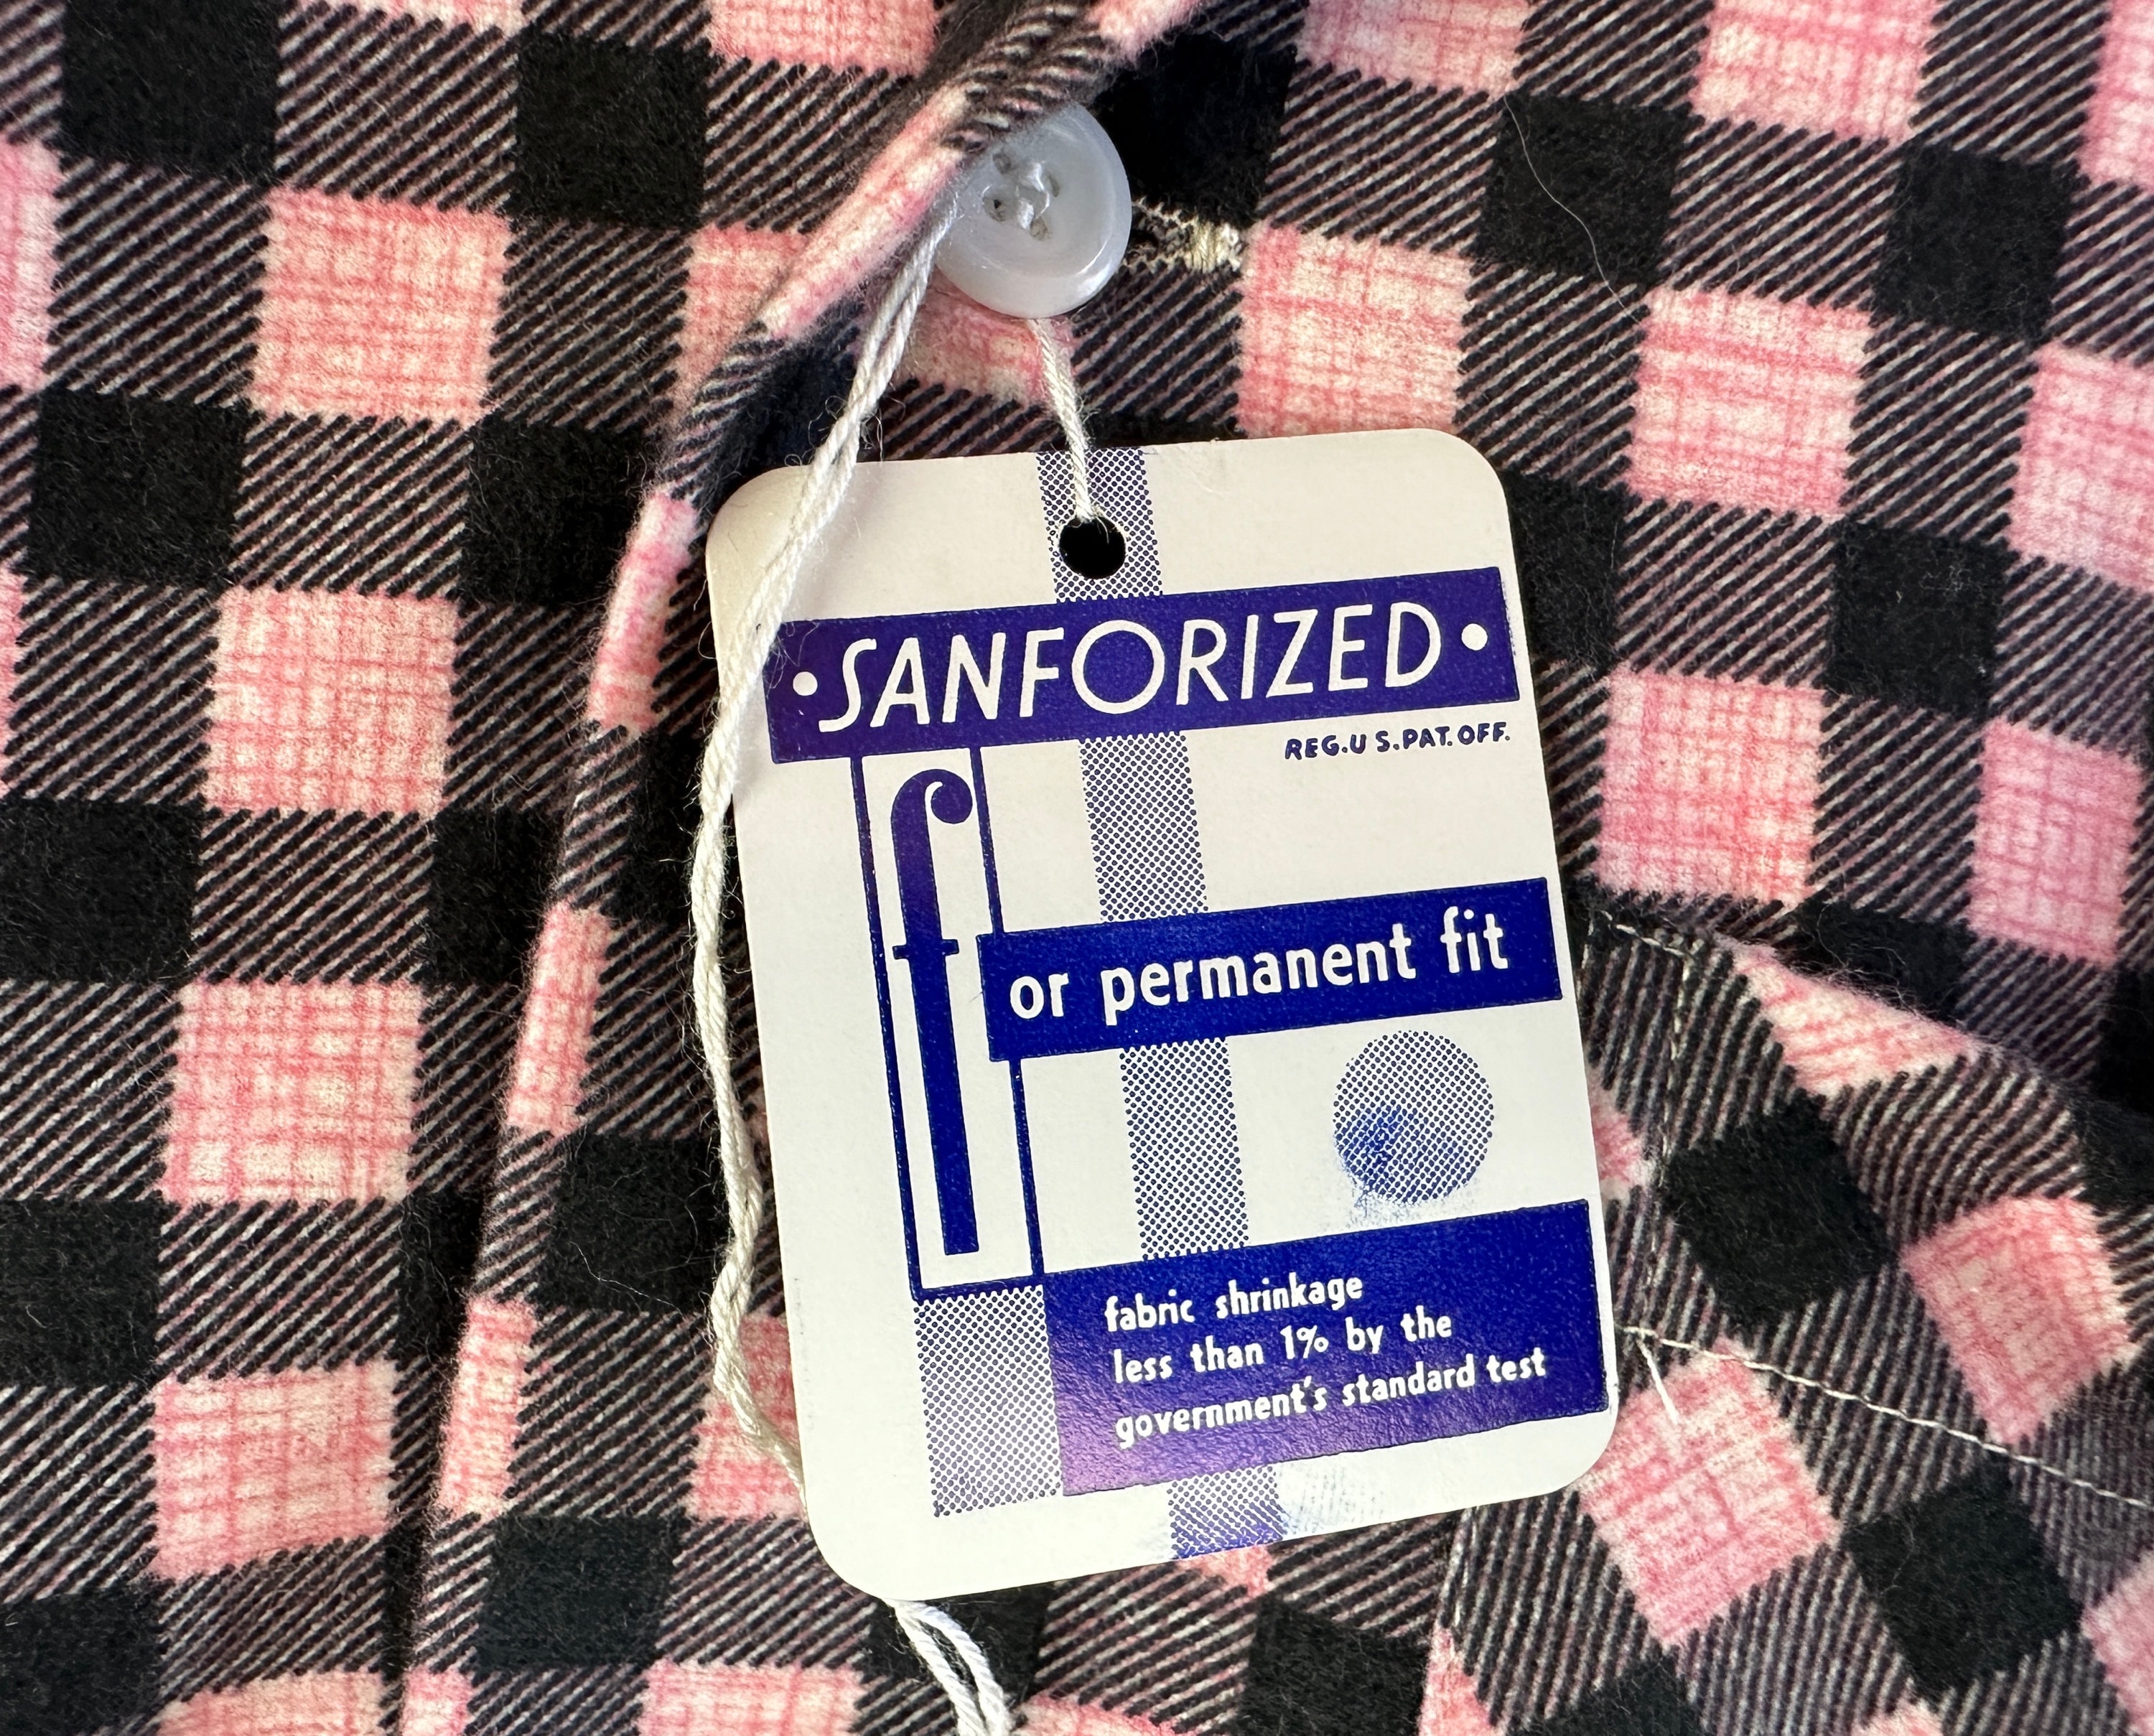 ·SANFORIZED·
REG.U S.PAT.OFF.
for permanent fit
fabric shrinkage
less than 1% by the
government's standard test